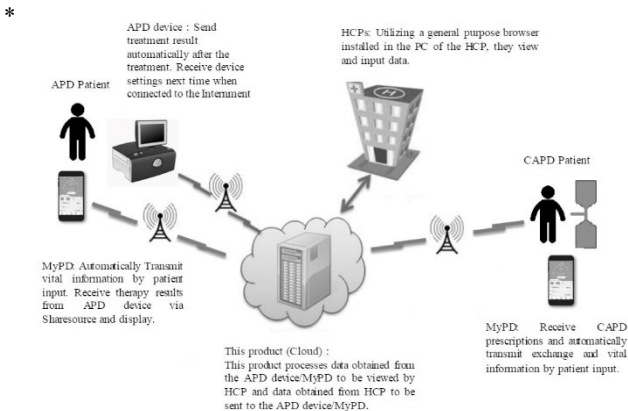 *
APD device : Send
treatment result
automatically after the
treatment. Receive device
settings next time when
connected to the Internment
HCPs: Utilizing a general purpose browser
installed in the PC of the HCP, they view
and input data.
APD Patient
CAPD Patient
MyPD: Automatically Transmit
vital information by patient
input. Receive therapy results
from APD device via
Sharesource and display.
MyPD: Receive CAPD
prescriptions and automatically
transmit exchange and vital
information by patient input.
This product (Cloud) :
This product processes data obtained from
the APD device/MyPD to be viewed by
HCP and data obtained from HCP to be
sent to the APD device/MyPD.
H